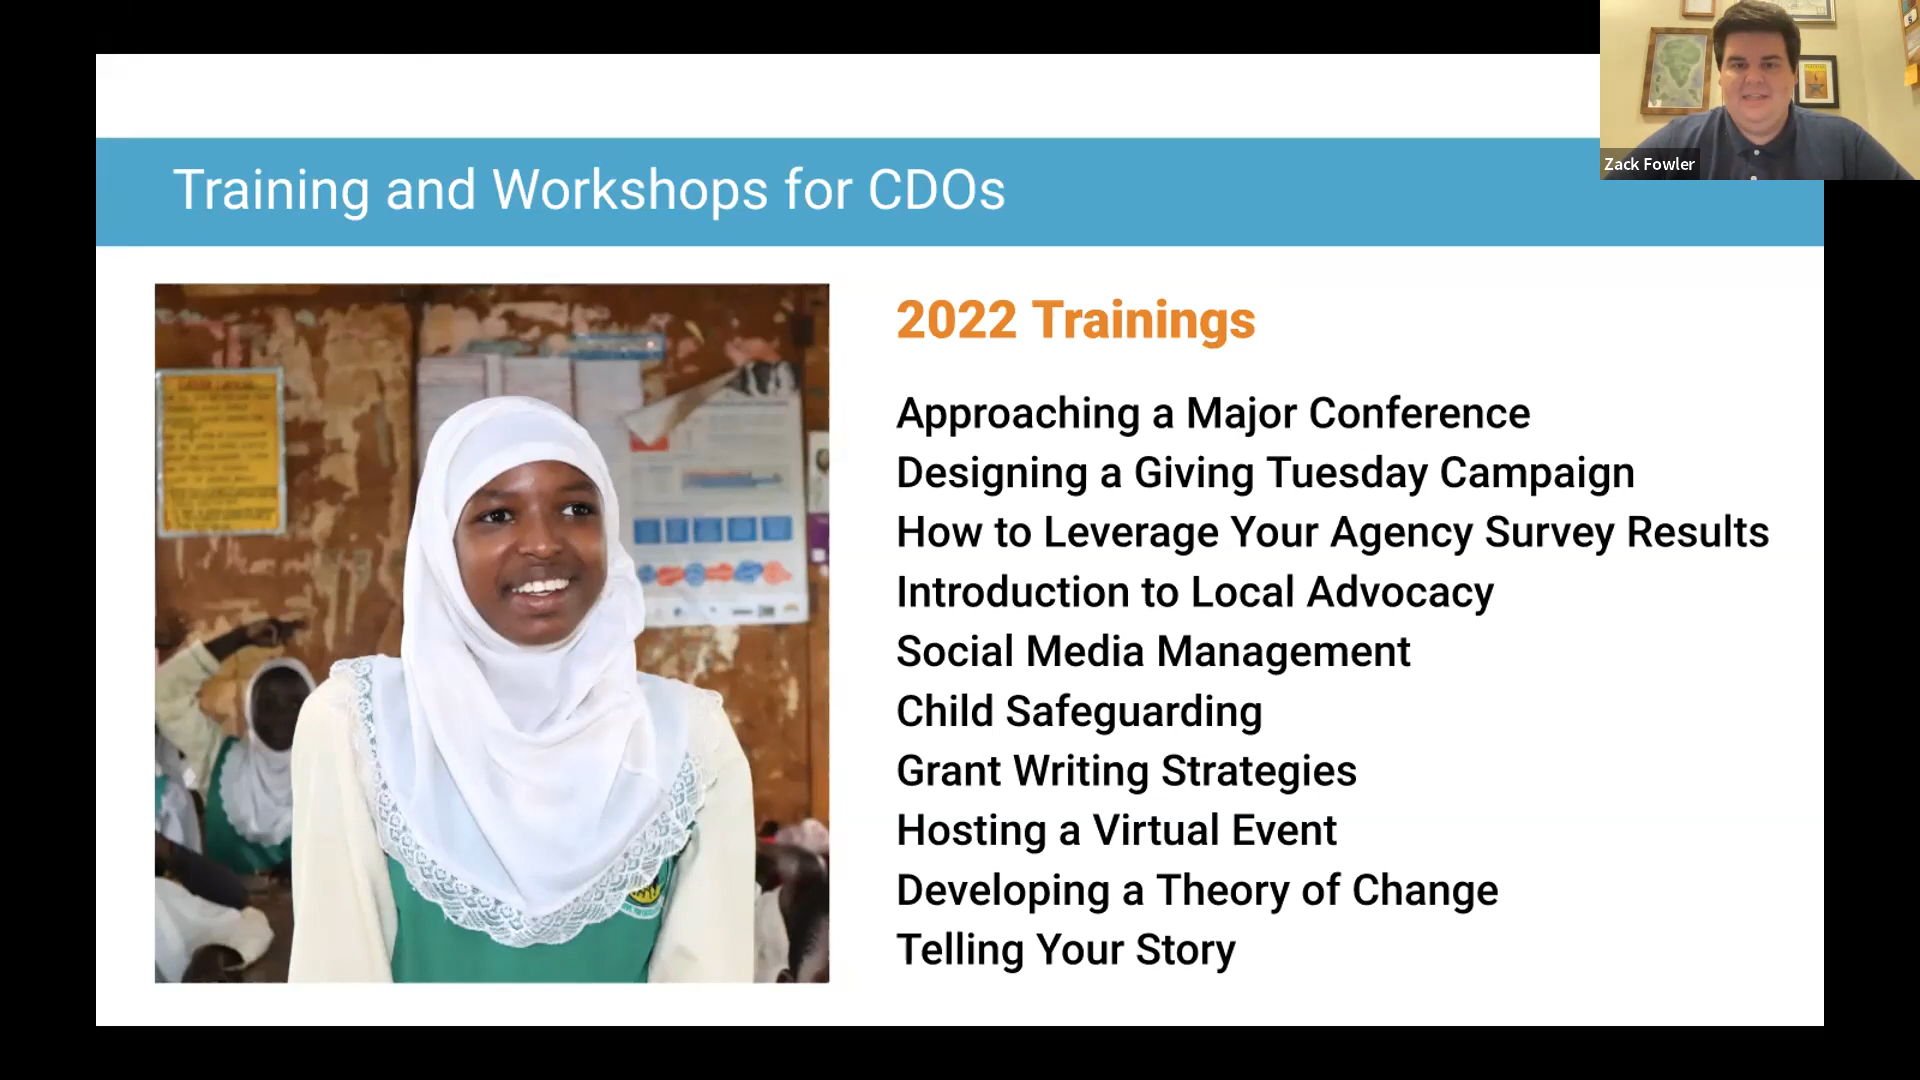 Training and Workshops for CDOs
Zack Fowler
2022 Trainings
Approaching a Major Conference
Designing a Giving Tuesday Campaign
How to Leverage Your Agency Survey Results
Introduction to Local Advocacy
Social Media Management
Child Safeguarding
Grant Writing Strategies
Hosting a Virtual Event
Developing a Theory of Change
Telling Your Story